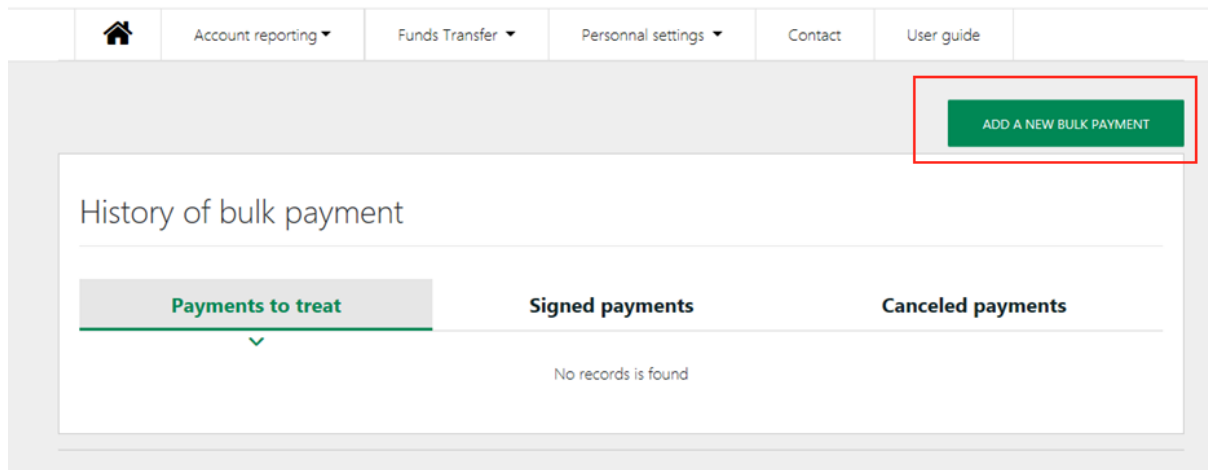 Account reporting Funds Transfer Personnal settings Contact User guide
ADD A NEW BULK PAYMENT
History of bulk payment
Payments to treat Signed payments Canceled payments
No records is found